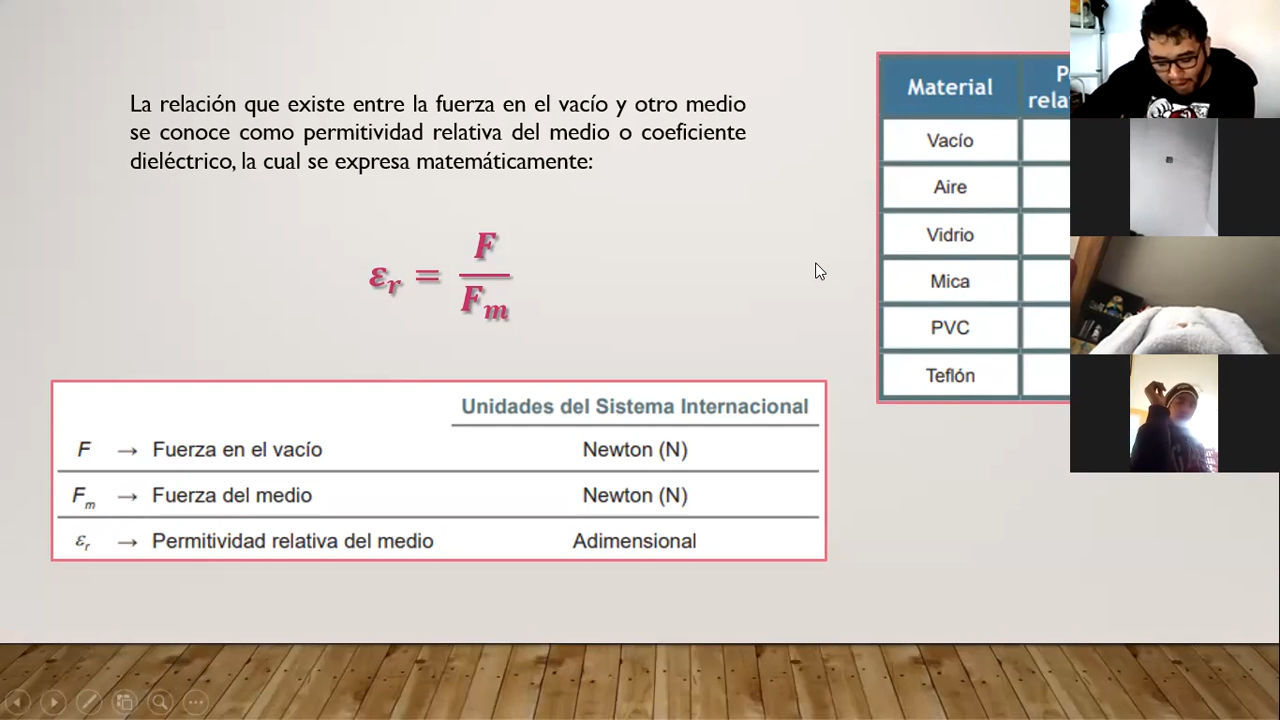 La relación que existe entre la fuerza en el vacío y otro medio
se conoce como permitividad relativa del medio o coeficiente
dieléctrico, la cual se expresa matemáticamente:
εr = F / Fm
Unidades del Sistema Internacional
F → Fuerza en el vacío Newton (N)
Fm → Fuerza del medio Newton (N)
εr → Permitividad relativa del medio Adimensional
Material
Vacío
Aire
Vidrio
Mica
PVC
Teflón